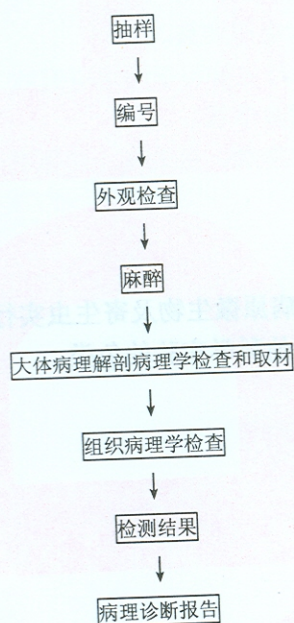 抽样
编号
外观检查
麻醉
大体病理解剖病理学检查和取材
组织病理学检查
检测结果
病理诊断报告